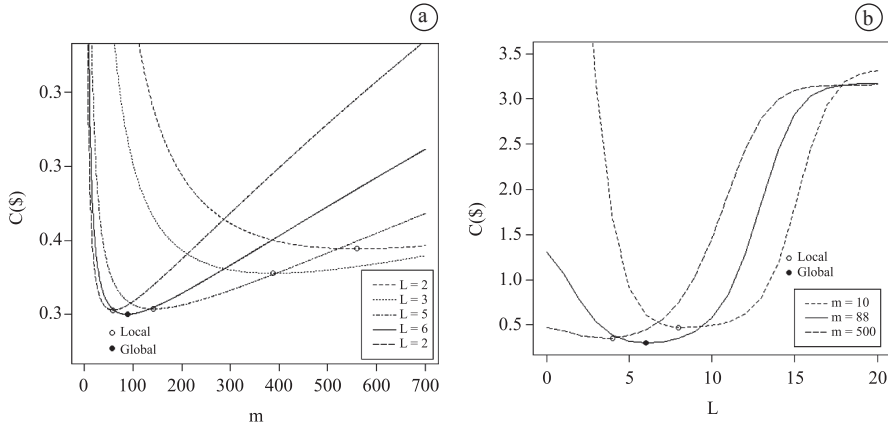 a
C($)
0.3
0.3
0.4
0.3
L = 2
L = 3
L = 5
L = 6
L = 2
Local
Global
0 100 200 300 400 500 600 700
m
b
C($)
3.5
3.0
2.5
2.0
1.5
1.0
0.5
Local
Global
m = 10
m = 88
m = 500
0 5 10 15 20
L